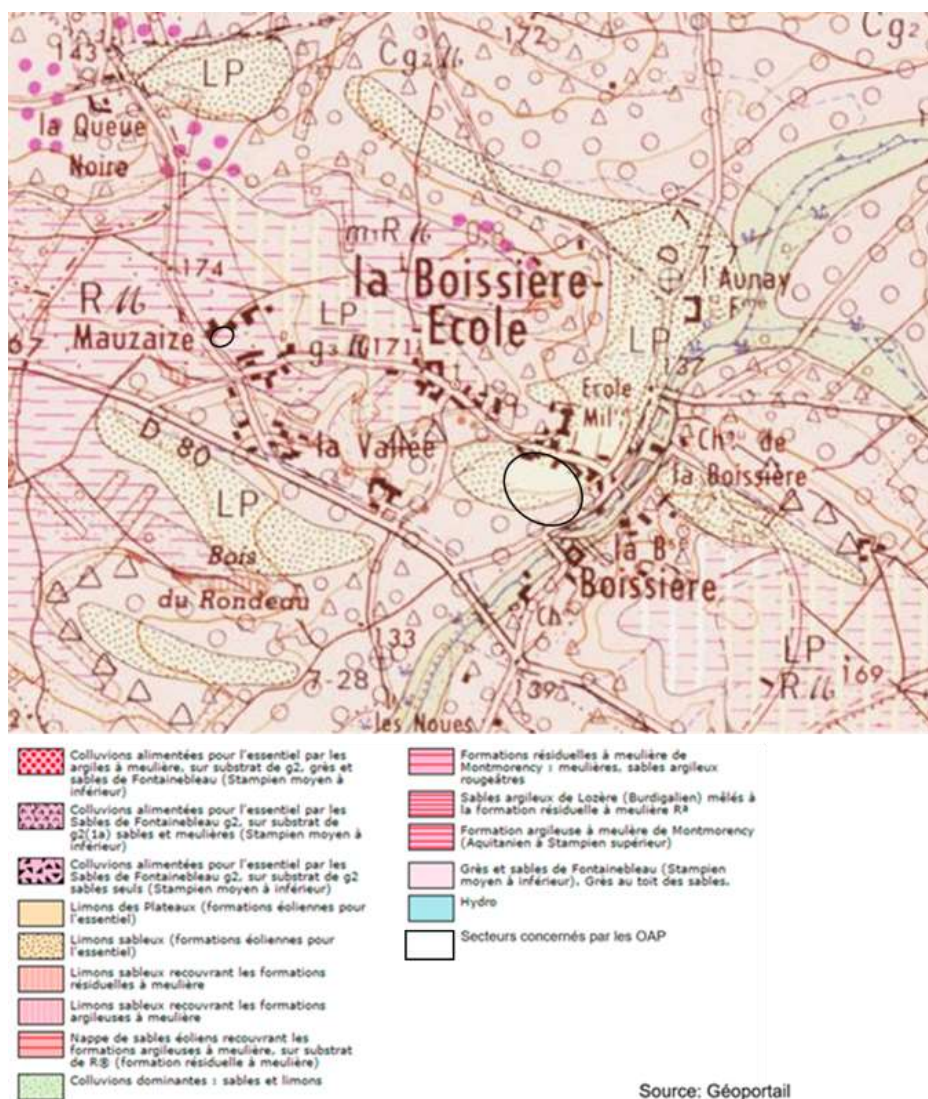 143
LP
Cg2
172
Cg2
la Queue
Noire
m1R
174
7-7
la Boissière-
Ecole
l'Aunay
Fme
R
Mauzaize
LP
g3
171
LP
137
67
Ecole
Mil.re
D 80
la Vallée
Chau de
la Boissière
LP
Bois
du Rondeau
la Bse
Boissière
Ch.
133
LP
7-28
R
169
139
les Noues
Colluvions alimentées pour l'essentiel par les
argiles à meulière, sur substrat de g2, grès et
sables de Fontainebleau (Stampien moyen à
inférieur)
Colluvions alimentées pour l'essentiel par les
Sables de Fontainebleau g2, sur substrat de
g2(1a) sables et meulières (Stampien moyen à
inférieur)
Colluvions alimentées pour l'essentiel par les
Sables de Fontainebleau g2, sur substrat de g2
sables seuls (Stampien moyen à inférieur)
Limons des Plateaux (formations éoliennes pour
l'essentiel)
Limons sableux (formations éoliennes pour
l'essentiel)
Limons sableux recouvrant les formations
résiduelles à meulière
Limons sableux recouvrant les formations
argileuses à meulière
Nappe de sables éoliens recouvrant les
formations argileuses à meulière, sur substrat
de R® (formation résiduelle à meulière)
Colluvions dominantes : sables et limons
Formations résiduelles à meulière de
Montmorency : meulières, sables argileux
rougeâtres
Sables argileux de Lozère (Burdigalien) mêlés à
la formation résiduelle à meulière Rª
Formation argileuse à meulère de Montmorency
(Aquitanien à Stampien supérieur)
Grès et sables de Fontainebleau (Stampien
moyen à inférieur). Grès au toit des sables.
Hydro
Secteurs concernés par les OAP
Source: Géoportail